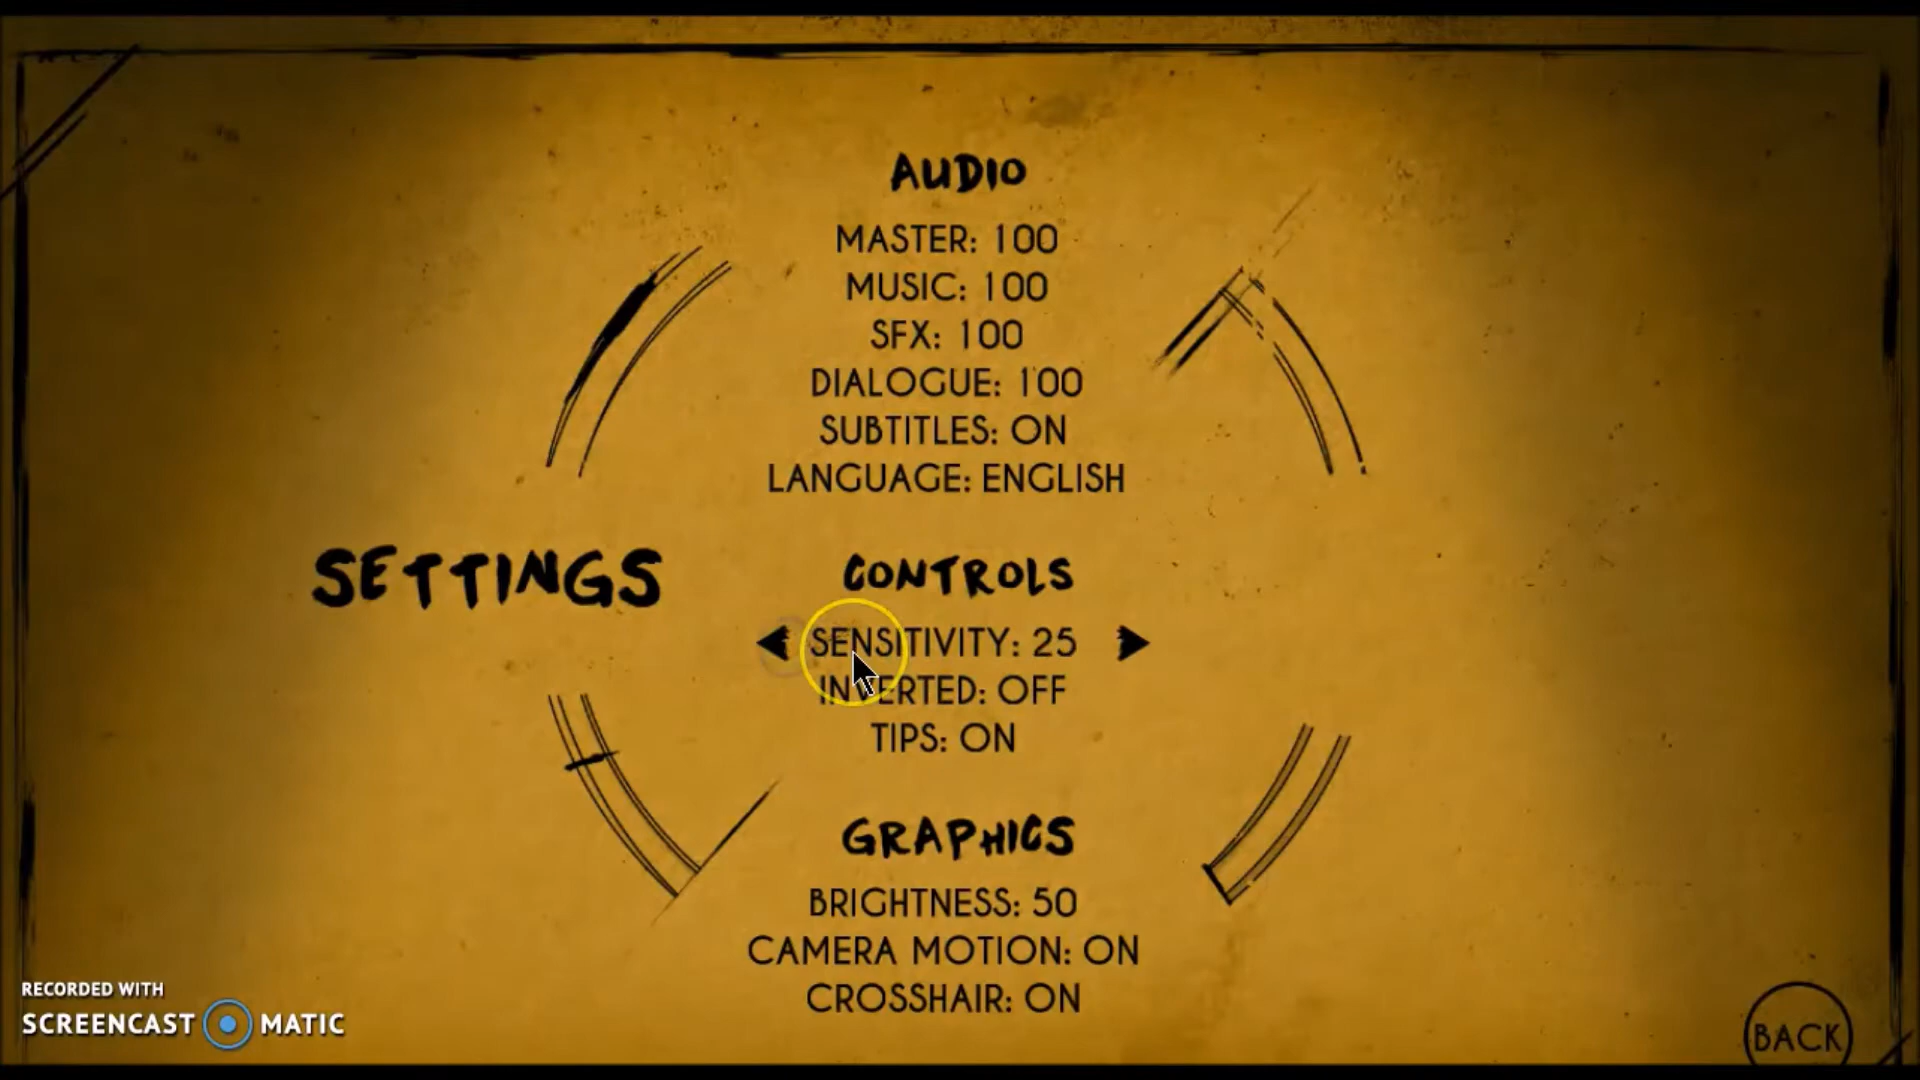 AUDIO
MASTER: 100
MUSIC: 100
SFX: 100
DIALOGUE: 100
SUBTITLES: ON
LANGUAGE: ENGLISH
SETTINGS
CONTROLS
SENSITIVITY: 25
INVERTED: OFF
TIPS: ON
GRAPHICS
BRIGHTNESS: 50
CAMERA MOTION: ON
CROSSHAIR: ON
RECORDED WITH
SCREENCAST MATIC
BACK